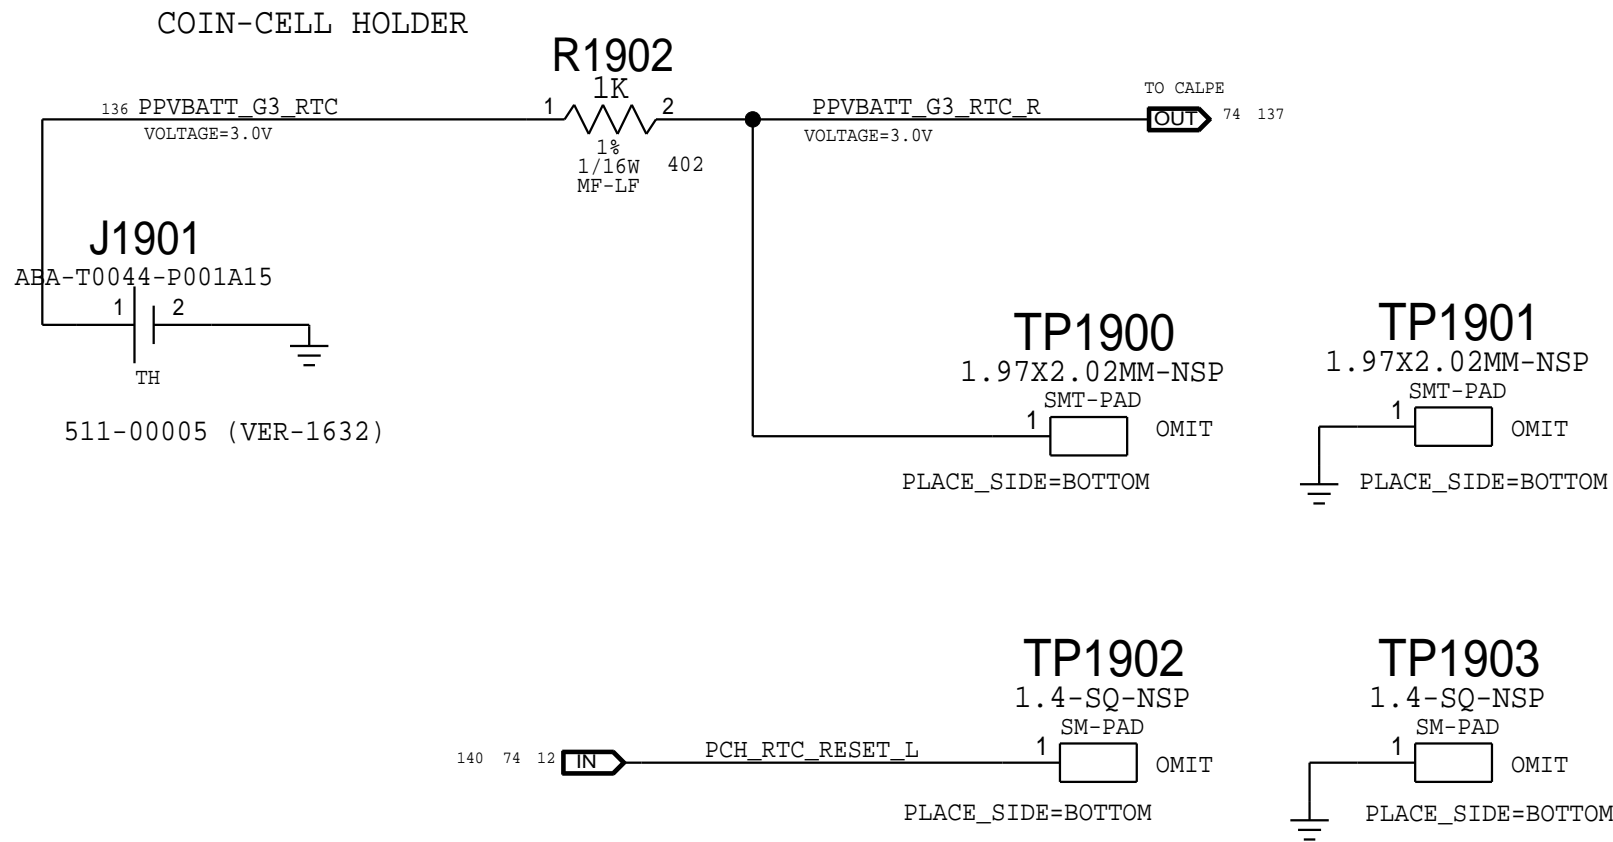 COIN-CELL HOLDER
R1902
1K
136 PPVBATT_G3_RTC
VOLTAGE=3.0V
1 2
1%
1/16W 402
MF-LF
PPVBATT_G3_RTC_R
VOLTAGE=3.0V
TO CALPE
OUT 74 137
J1901
ABA-T0044-P001A15
1 2
TH
511-00005 (VER-1632)
TP1900
1.97X2.02MM-NSP
SMT-PAD
1 OMIT
PLACE_SIDE=BOTTOM
TP1901
1.97X2.02MM-NSP
SMT-PAD
1 OMIT
PLACE_SIDE=BOTTOM
140 74 12 IN PCH_RTC_RESET_L
TP1902
1.4-SQ-NSP
SM-PAD
1 OMIT
PLACE_SIDE=BOTTOM
TP1903
1.4-SQ-NSP
SM-PAD
1 OMIT
PLACE_SIDE=BOTTOM